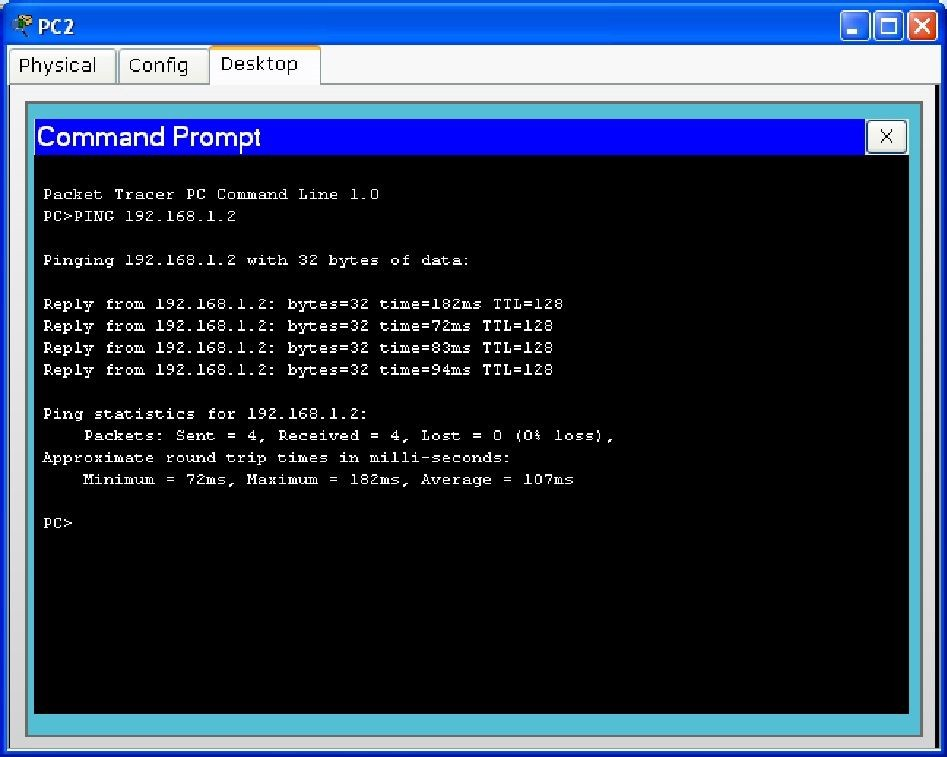 PC2
Physical Config Desktop
Command Prompt X
Packet Tracer PC Command Line 1.0
PC>PING 192.168.1.2
Pinging 192.168.1.2 with 32 bytes of data:
Reply from 192.168.1.2: bytes=32 time=182ms TTL=128
Reply from 192.168.1.2: bytes=32 time=72ms TTL=128
Reply from 192.168.1.2: bytes=32 time=83ms TTL=128
Reply from 192.168.1.2: bytes=32 time=94ms TTL=128
Ping statistics for 192.168.1.2:
Packets: Sent = 4, Received = 4, Lost = 0 (0% loss),
Approximate round trip times in milli-seconds:
Minimum = 72ms, Maximum = 182ms, Average = 107ms
PC>